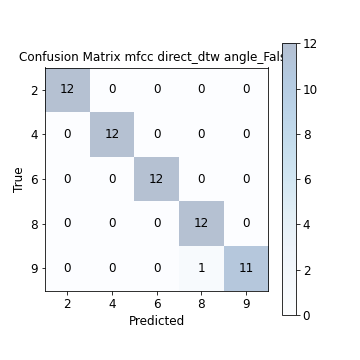 Confusion Matrix mfcc direct_dtw angle_Fals
True
2 12 0 0 0 0
4 0 12 0 0 0
6 0 0 12 0 0
8 0 0 0 12 0
9 0 0 0 1 11
2 4 6 8 9
Predicted
12
10
8
6
4
2
0